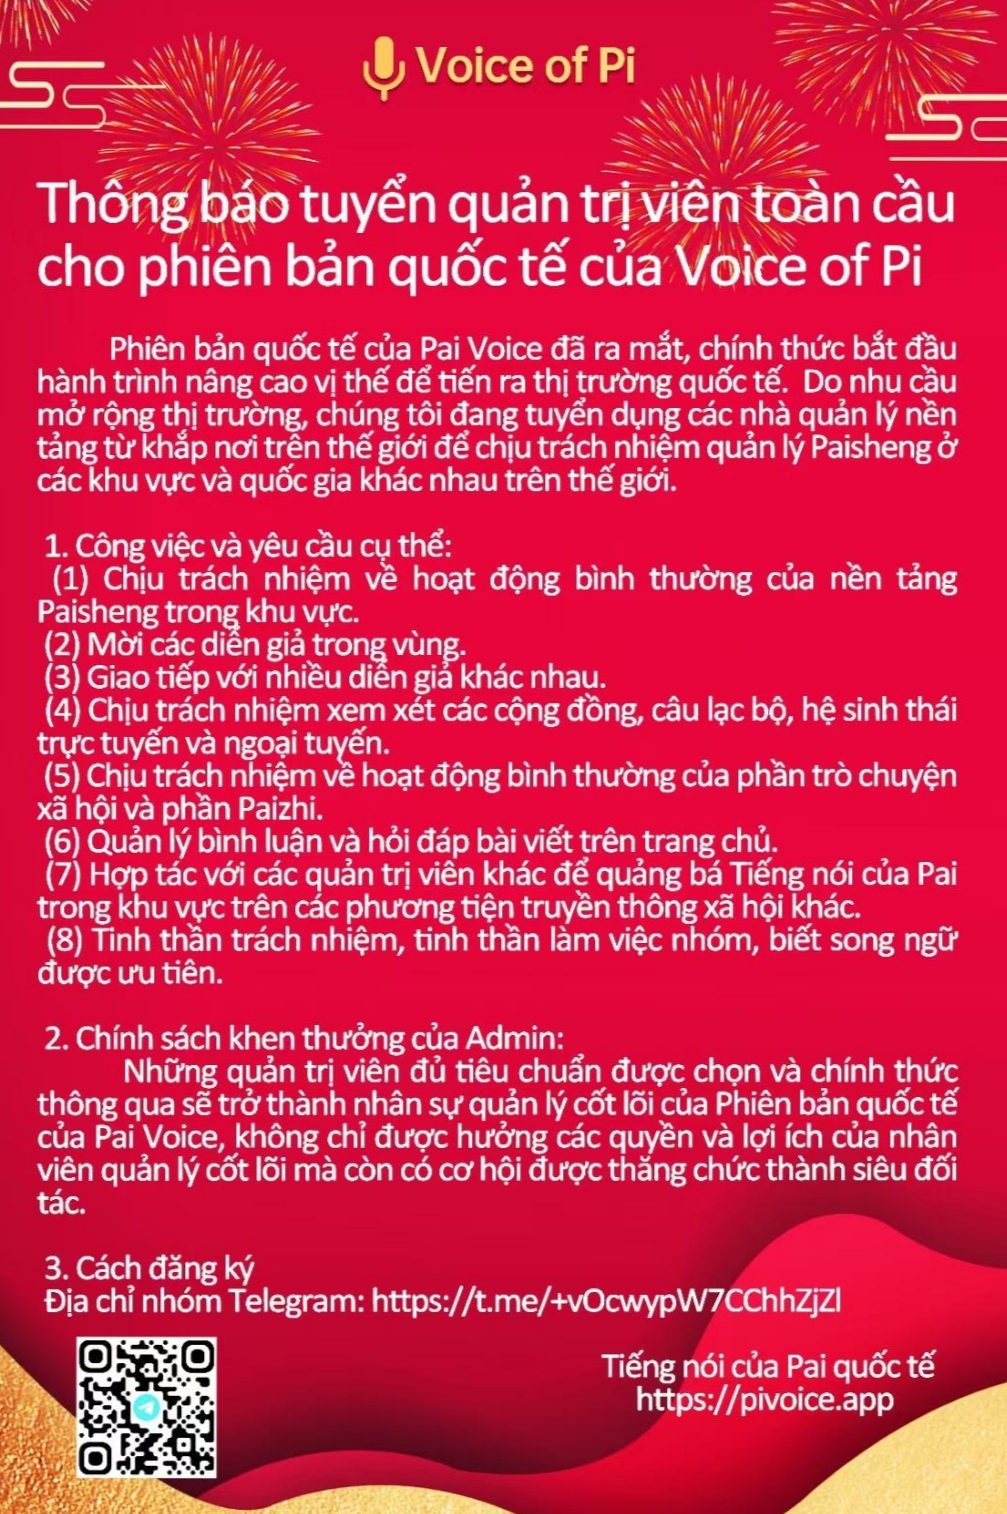 Voice of Pi
Thông báo tuyển quản trị viên toàn cầu
cho phiên bản quốc tế của Voice of Pi
Phiên bản quốc tế của Pai Voice đã ra mắt, chính thức bắt đầu
hành trình nâng cao vị thế để tiến ra thị trường quốc tế. Do nhu cầu
mở rộng thị trường, chúng tôi đang tuyển dụng các nhà quản lý nền
tảng từ khắp nơi trên thế giới để chịu trách nhiệm quản lý Paisheng ở
các khu vực và quốc gia khác nhau trên thế giới.
1. Công việc và yêu cầu cụ thể:
(1) Chịu trách nhiệm về hoạt động bình thường của nền tảng
Paisheng trong khu vực.
(2) Mời các diễn giả trong vùng.
(3) Giao tiếp với nhiều diễn giả khác nhau.
(4) Chịu trách nhiệm xem xét các cộng đồng, câu lạc bộ, hệ sinh thái
trực tuyến và ngoại tuyến.
(5) Chịu trách nhiệm về hoạt động bình thường của phần trò chuyện
xã hội và phần Paizhi.
(6) Quản lý bình luận và hỏi đáp bài viết trên trang chủ.
(7) Hợp tác với các quản trị viên khác để quảng bá Tiếng nói của Pai
trong khu vực trên các phương tiện truyền thông xã hội khác.
(8) Tinh thần trách nhiệm, tinh thần làm việc nhóm, biết song ngữ
được ưu tiên.
2. Chính sách khen thưởng của Admin:
Những quản trị viên đủ tiêu chuẩn được chọn và chính thức
thông qua sẽ trở thành nhân sự quản lý cốt lõi của Phiên bản quốc tế
của Pai Voice, không chỉ được hưởng các quyền và lợi ích của nhân
viên quản lý cốt lõi mà còn có cơ hội được thăng chức thành siêu đối
tác.
3. Cách đăng ký
Địa chỉ nhóm Telegram: https://t.me/+vOcwypW7CChhZjZl
Tiếng nói của Pai quốc tế
https://pivoice.app